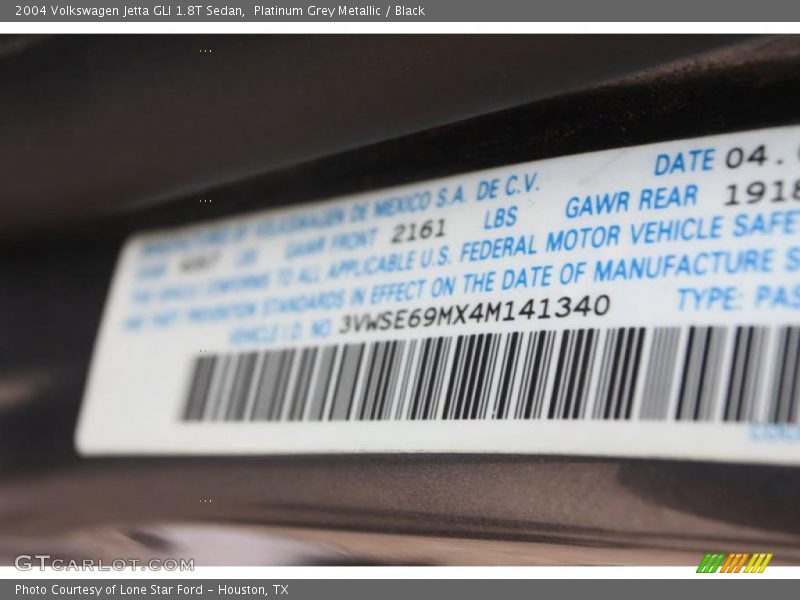 2004 Volkswagen Jetta GLI 1.8T Sedan, Platinum Grey Metallic / Black
DATE 04.
MANUFACTURED BY VOLKSWAGEN DE MEXICO S.A. DE C.V.
LBS GAWR FRONT 2161 LBS GAWR REAR 1918
THIS VEHICLE CONFORMS TO ALL APPLICABLE U.S. FEDERAL MOTOR VEHICLE SAFE
AND THEFT PREVENTION STANDARDS IN EFFECT ON THE DATE OF MANUFACTURE S
VEHICLE I.D. NO. 3VWSE69MX4M141340 TYPE: PAS
GTCARLOT.COM
Photo Courtesy of Lone Star Ford - Houston, TX